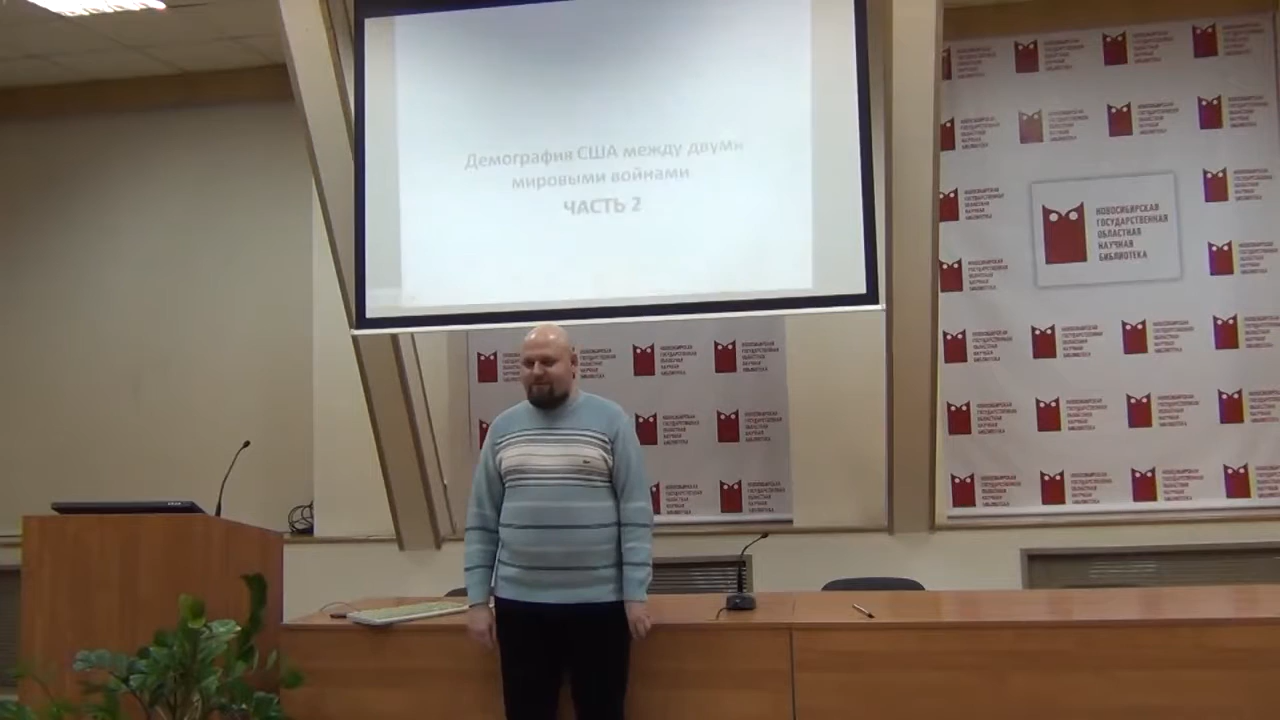 Демография США между двумя
мировыми войнами
ЧАСТЬ 2
НОВОСИБИРСКАЯ
ГОСУДАРСТВЕННАЯ
ОБЛАСТНАЯ
НАУЧНАЯ
БИБЛИОТЕКА